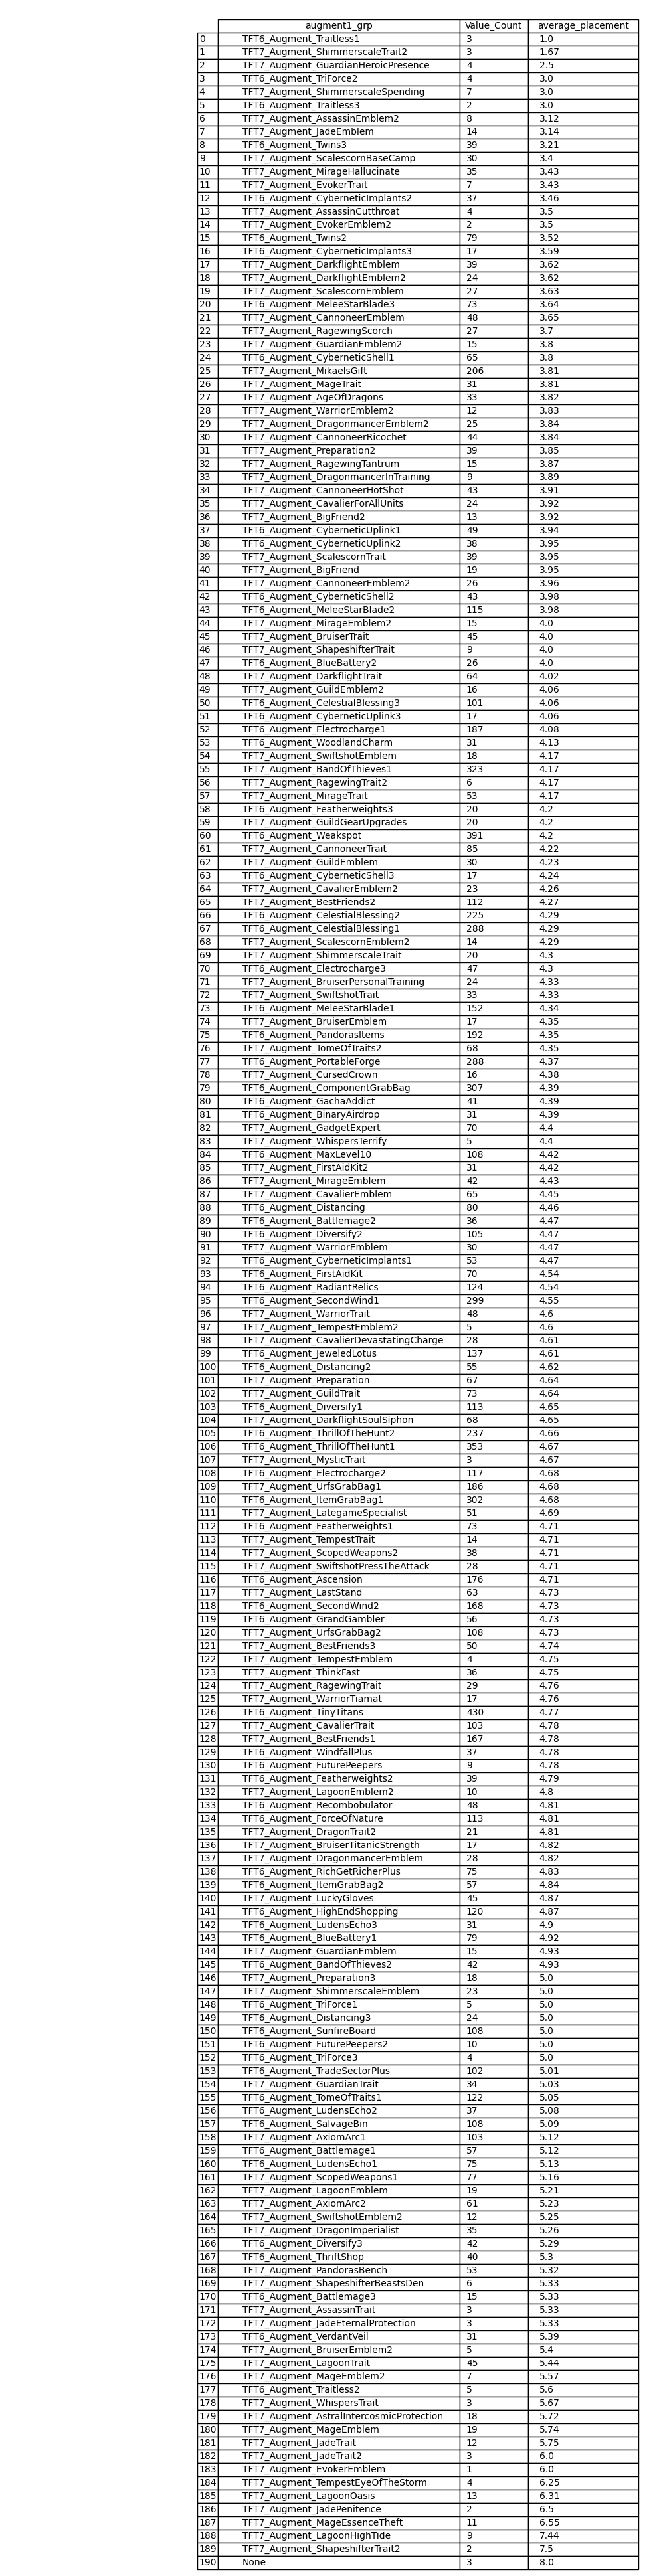 augment1_grp Value_Count average_placement
0 TFT6_Augment_Traitless1 3 1.0
1 TFT7_Augment_ShimmerscaleTrait2 3 1.67
2 TFT7_Augment_GuardianHeroicPresence 4 2.5
3 TFT6_Augment_TriForce2 4 3.0
4 TFT7_Augment_ShimmerscaleSpending 7 3.0
5 TFT6_Augment_Traitless3 2 3.0
6 TFT7_Augment_AssassinEmblem2 8 3.12
7 TFT7_Augment_JadeEmblem 14 3.14
8 TFT6_Augment_Twins3 39 3.21
9 TFT7_Augment_ScalescornBaseCamp 30 3.4
10 TFT7_Augment_MirageHallucinate 35 3.43
11 TFT7_Augment_EvokerTrait 7 3.43
12 TFT6_Augment_CyberneticImplants2 37 3.46
13 TFT7_Augment_AssassinCutthroat 4 3.5
14 TFT7_Augment_EvokerEmblem2 2 3.5
15 TFT6_Augment_Twins2 79 3.52
16 TFT6_Augment_CyberneticImplants3 17 3.59
17 TFT7_Augment_DarkflightEmblem 39 3.62
18 TFT7_Augment_DarkflightEmblem2 24 3.62
19 TFT7_Augment_ScalescornEmblem 27 3.63
20 TFT6_Augment_MeleeStarBlade3 73 3.64
21 TFT7_Augment_CannoneerEmblem 48 3.65
22 TFT7_Augment_RagewingScorch 27 3.7
23 TFT7_Augment_GuardianEmblem2 15 3.8
24 TFT6_Augment_CyberneticShell1 65 3.8
25 TFT7_Augment_MikaelsGift 206 3.81
26 TFT7_Augment_MageTrait 31 3.81
27 TFT7_Augment_AgeOfDragons 33 3.82
28 TFT7_Augment_WarriorEmblem2 12 3.83
29 TFT7_Augment_DragonmancerEmblem2 25 3.84
30 TFT7_Augment_CannoneerRicochet 44 3.84
31 TFT7_Augment_Preparation2 39 3.85
32 TFT7_Augment_RagewingTantrum 15 3.87
33 TFT7_Augment_DragonmancerInTraining 9 3.89
34 TFT7_Augment_CannoneerHotShot 43 3.91
35 TFT7_Augment_CavalierForAllUnits 24 3.92
36 TFT7_Augment_BigFriend2 13 3.92
37 TFT6_Augment_CyberneticUplink1 49 3.94
38 TFT6_Augment_CyberneticUplink2 38 3.95
39 TFT7_Augment_ScalescornTrait 39 3.95
40 TFT7_Augment_BigFriend 19 3.95
41 TFT7_Augment_CannoneerEmblem2 26 3.96
42 TFT6_Augment_CyberneticShell2 43 3.98
43 TFT6_Augment_MeleeStarBlade2 115 3.98
44 TFT7_Augment_MirageEmblem2 15 4.0
45 TFT7_Augment_BruiserTrait 45 4.0
46 TFT7_Augment_ShapeshifterTrait 9 4.0
47 TFT6_Augment_BlueBattery2 26 4.0
48 TFT7_Augment_DarkflightTrait 64 4.02
49 TFT7_Augment_GuildEmblem2 16 4.06
50 TFT6_Augment_CelestialBlessing3 101 4.06
51 TFT6_Augment_CyberneticUplink3 17 4.06
52 TFT6_Augment_Electrocharge1 187 4.08
53 TFT6_Augment_WoodlandCharm 31 4.13
54 TFT7_Augment_SwiftshotEmblem 18 4.17
55 TFT7_Augment_BandOfThieves1 323 4.17
56 TFT7_Augment_RagewingTrait2 6 4.17
57 TFT7_Augment_MirageTrait 53 4.17
58 TFT6_Augment_Featherweights3 20 4.2
59 TFT7_Augment_GuildGearUpgrades 20 4.2
60 TFT6_Augment_Weakspot 391 4.2
61 TFT7_Augment_CannoneerTrait 85 4.22
62 TFT7_Augment_GuildEmblem 30 4.23
63 TFT6_Augment_CyberneticShell3 17 4.24
64 TFT7_Augment_CavalierEmblem2 23 4.26
65 TFT7_Augment_BestFriends2 112 4.27
66 TFT6_Augment_CelestialBlessing2 225 4.29
67 TFT6_Augment_CelestialBlessing1 288 4.29
68 TFT7_Augment_ScalescornEmblem2 14 4.29
69 TFT7_Augment_ShimmerscaleTrait 20 4.3
70 TFT6_Augment_Electrocharge3 47 4.3
71 TFT7_Augment_BruiserPersonalTraining 24 4.33
72 TFT7_Augment_SwiftshotTrait 33 4.33
73 TFT6_Augment_MeleeStarBlade1 152 4.34
74 TFT7_Augment_BruiserEmblem 17 4.35
75 TFT6_Augment_PandorasItems 192 4.35
76 TFT7_Augment_TomeOfTraits2 68 4.35
77 TFT6_Augment_PortableForge 288 4.37
78 TFT7_Augment_CursedCrown 16 4.38
79 TFT6_Augment_ComponentGrabBag 307 4.39
80 TFT7_Augment_GachaAddict 41 4.39
81 TFT6_Augment_BinaryAirdrop 31 4.39
82 TFT7_Augment_GadgetExpert 70 4.4
83 TFT7_Augment_WhispersTerrify 5 4.4
84 TFT6_Augment_MaxLevel10 108 4.42
85 TFT7_Augment_FirstAidKit2 31 4.42
86 TFT7_Augment_MirageEmblem 42 4.43
87 TFT7_Augment_CavalierEmblem 65 4.45
88 TFT6_Augment_Distancing 80 4.46
89 TFT6_Augment_Battlemage2 36 4.47
90 TFT6_Augment_Diversify2 105 4.47
91 TFT7_Augment_WarriorEmblem 30 4.47
92 TFT6_Augment_CyberneticImplants1 53 4.47
93 TFT6_Augment_FirstAidKit 70 4.54
94 TFT6_Augment_RadiantRelics 124 4.54
95 TFT6_Augment_SecondWind1 299 4.55
96 TFT7_Augment_WarriorTrait 48 4.6
97 TFT7_Augment_TempestEmblem2 5 4.6
98 TFT7_Augment_CavalierDevastatingCharge 28 4.61
99 TFT6_Augment_JeweledLotus 137 4.61
100 TFT6_Augment_Distancing2 55 4.62
101 TFT7_Augment_Preparation 67 4.64
102 TFT7_Augment_GuildTrait 73 4.64
103 TFT6_Augment_Diversify1 113 4.65
104 TFT7_Augment_DarkflightSoulSiphon 68 4.65
105 TFT6_Augment_ThrillOfTheHunt2 237 4.66
106 TFT6_Augment_ThrillOfTheHunt1 353 4.67
107 TFT7_Augment_MysticTrait 3 4.67
108 TFT6_Augment_Electrocharge2 117 4.68
109 TFT7_Augment_UrfsGrabBag1 186 4.68
110 TFT6_Augment_ItemGrabBag1 302 4.68
111 TFT7_Augment_LategameSpecialist 51 4.69
112 TFT6_Augment_Featherweights1 73 4.71
113 TFT7_Augment_TempestTrait 14 4.71
114 TFT7_Augment_ScopedWeapons2 38 4.71
115 TFT7_Augment_SwiftshotPressTheAttack 28 4.71
116 TFT6_Augment_Ascension 176 4.71
117 TFT7_Augment_LastStand 63 4.73
118 TFT6_Augment_SecondWind2 168 4.73
119 TFT6_Augment_GrandGambler 56 4.73
120 TFT7_Augment_UrfsGrabBag2 108 4.73
121 TFT7_Augment_BestFriends3 50 4.74
122 TFT7_Augment_TempestEmblem 4 4.75
123 TFT7_Augment_ThinkFast 36 4.75
124 TFT7_Augment_RagewingTrait 29 4.76
125 TFT7_Augment_WarriorTiamat 17 4.76
126 TFT6_Augment_TinyTitans 430 4.77
127 TFT7_Augment_CavalierTrait 103 4.78
128 TFT7_Augment_BestFriends1 167 4.78
129 TFT6_Augment_WindfallPlus 37 4.78
130 TFT7_Augment_FuturePeepers 9 4.78
131 TFT6_Augment_Featherweights2 39 4.79
132 TFT7_Augment_LagoonEmblem2 10 4.8
133 TFT6_Augment_Recombobulator 48 4.81
134 TFT6_Augment_ForceOfNature 113 4.81
135 TFT7_Augment_DragonTrait2 21 4.81
136 TFT7_Augment_BruiserTitanicStrength 17 4.82
137 TFT7_Augment_DragonmancerEmblem 28 4.82
138 TFT6_Augment_RichGetRicherPlus 75 4.83
139 TFT6_Augment_ItemGrabBag2 57 4.84
140 TFT7_Augment_LuckyGloves 45 4.87
141 TFT6_Augment_HighEndShopping 120 4.87
142 TFT6_Augment_LudensEcho3 31 4.9
143 TFT6_Augment_BlueBattery1 79 4.92
144 TFT7_Augment_GuardianEmblem 15 4.93
145 TFT6_Augment_BandOfThieves2 42 4.93
146 TFT7_Augment_Preparation3 18 5.0
147 TFT7_Augment_ShimmerscaleEmblem 23 5.0
148 TFT6_Augment_TriForce1 5 5.0
149 TFT6_Augment_Distancing3 24 5.0
150 TFT6_Augment_SunfireBoard 108 5.0
151 TFT7_Augment_FuturePeepers2 10 5.0
152 TFT6_Augment_TriForce3 4 5.0
153 TFT6_Augment_TradeSectorPlus 102 5.01
154 TFT7_Augment_GuardianTrait 34 5.03
155 TFT6_Augment_TomeOfTraits1 122 5.05
156 TFT6_Augment_LudensEcho2 37 5.08
157 TFT6_Augment_SalvageBin 108 5.09
158 TFT7_Augment_AxiomArc1 103 5.12
159 TFT6_Augment_Battlemage1 57 5.12
160 TFT6_Augment_LudensEcho1 75 5.13
161 TFT7_Augment_ScopedWeapons1 77 5.16
162 TFT7_Augment_LagoonEmblem 19 5.21
163 TFT7_Augment_AxiomArc2 61 5.23
164 TFT7_Augment_SwiftshotEmblem2 12 5.25
165 TFT7_Augment_DragonImperialist 35 5.26
166 TFT6_Augment_Diversify3 42 5.29
167 TFT6_Augment_ThriftShop 40 5.3
168 TFT7_Augment_PandorasBench 53 5.32
169 TFT7_Augment_ShapeshifterBeastsDen 6 5.33
170 TFT6_Augment_Battlemage3 15 5.33
171 TFT7_Augment_AssassinTrait 3 5.33
172 TFT7_Augment_JadeEternalProtection 3 5.33
173 TFT6_Augment_VerdantVeil 31 5.39
174 TFT7_Augment_BruiserEmblem2 5 5.4
175 TFT7_Augment_LagoonTrait 45 5.44
176 TFT7_Augment_MageEmblem2 7 5.57
177 TFT6_Augment_Traitless2 5 5.6
178 TFT7_Augment_WhispersTrait 3 5.67
179 TFT7_Augment_AstralIntercosmicProtection 18 5.72
180 TFT7_Augment_MageEmblem 19 5.74
181 TFT7_Augment_JadeTrait 12 5.75
182 TFT7_Augment_JadeTrait2 3 6.0
183 TFT7_Augment_EvokerEmblem 1 6.0
184 TFT7_Augment_TempestEyeOfTheStorm 4 6.25
185 TFT7_Augment_LagoonOasis 13 6.31
186 TFT7_Augment_JadePenitence 2 6.5
187 TFT7_Augment_MageEssenceTheft 11 6.55
188 TFT7_Augment_LagoonHighTide 9 7.44
189 TFT7_Augment_ShapeshifterTrait2 2 7.5
190 None 3 8.0